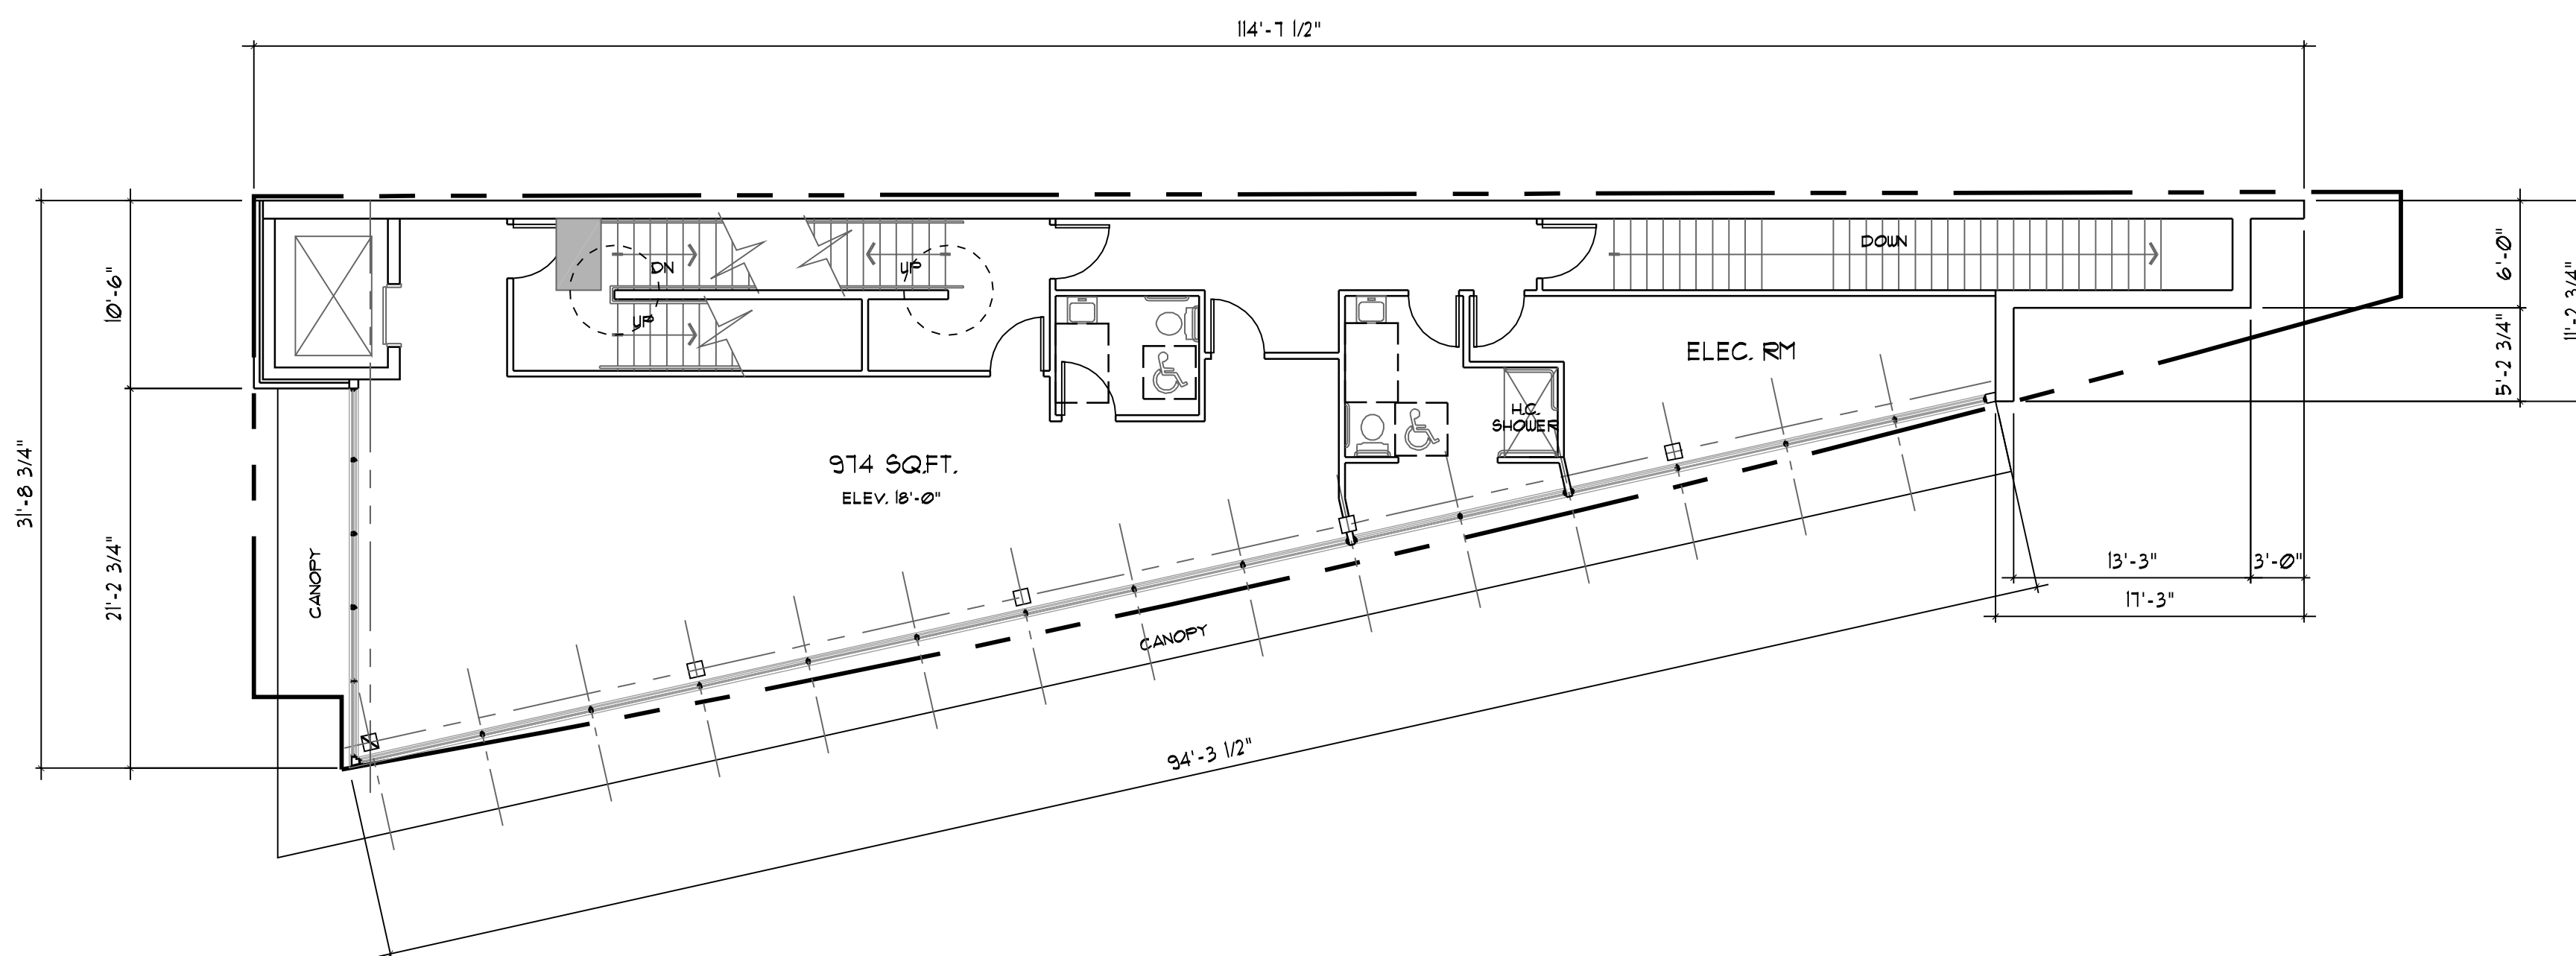 114'-7 1/2"
10'-6"
31'-8 3/4"
21'-2 3/4"
6'-0"
5'-2 3/4"
11'-2 3/4"
DN
UP
UP
DOWN
ELEC. RM
H.C.
SHOWER
974 SQ.FT.
ELEV. 18'-0"
CANOPY
CANOPY
13'-3"
3'-0"
17'-3"
94'-3 1/2"